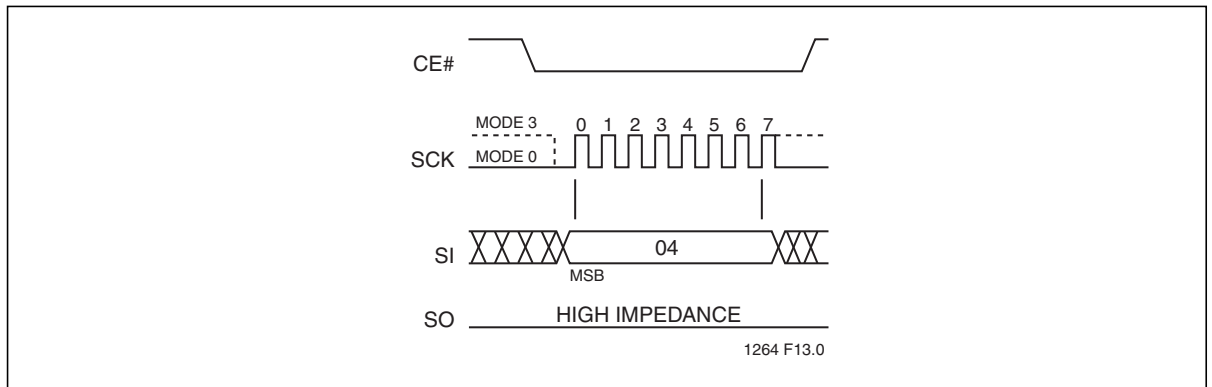 CE#
MODE 3
0 1 2 3 4 5 6 7
SCK
MODE 0
SI
04
MSB
SO
HIGH IMPEDANCE
1264 F13.0